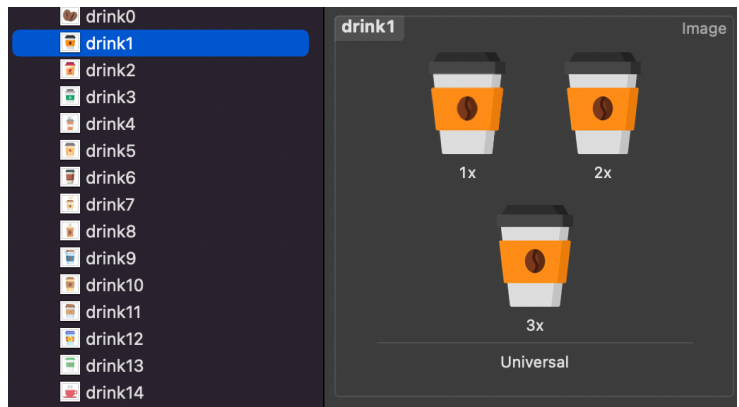 drink0
drink1
drink2
drink3
drink4
drink5
drink6
drink7
drink8
drink9
drink10
drink11
drink12
drink13
drink14
drink1
Image
1x
2x
3x
Universal